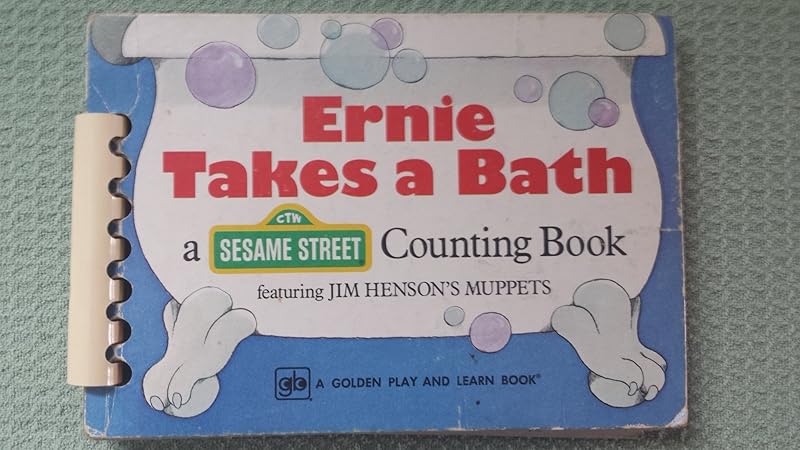 Ernie
Takes a Bath
CTW
a SESAME STREET® Counting Book
featuring JIM HENSON'S MUPPETS
gb® A GOLDEN PLAY AND LEARN BOOK®